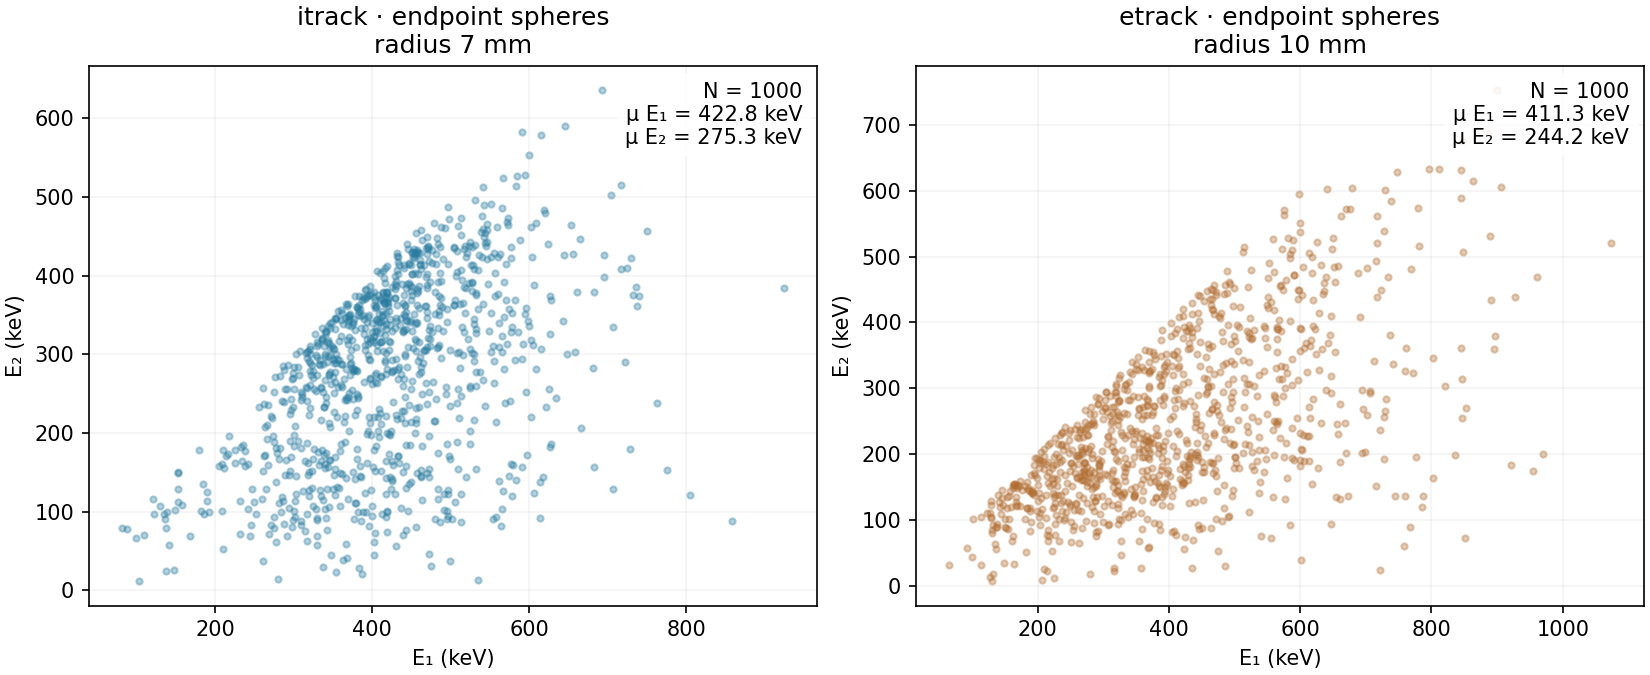 itrack · endpoint spheres
radius 7 mm
N = 1000
μ E₁ = 422.8 keV
μ E₂ = 275.3 keV
E₂ (keV)
600
500
400
300
200
100
0
200 400 600 800
E₁ (keV)
etrack · endpoint spheres
radius 10 mm
N = 1000
μ E₁ = 411.3 keV
μ E₂ = 244.2 keV
E₂ (keV)
700
600
500
400
300
200
100
0
200 400 600 800 1000
E₁ (keV)